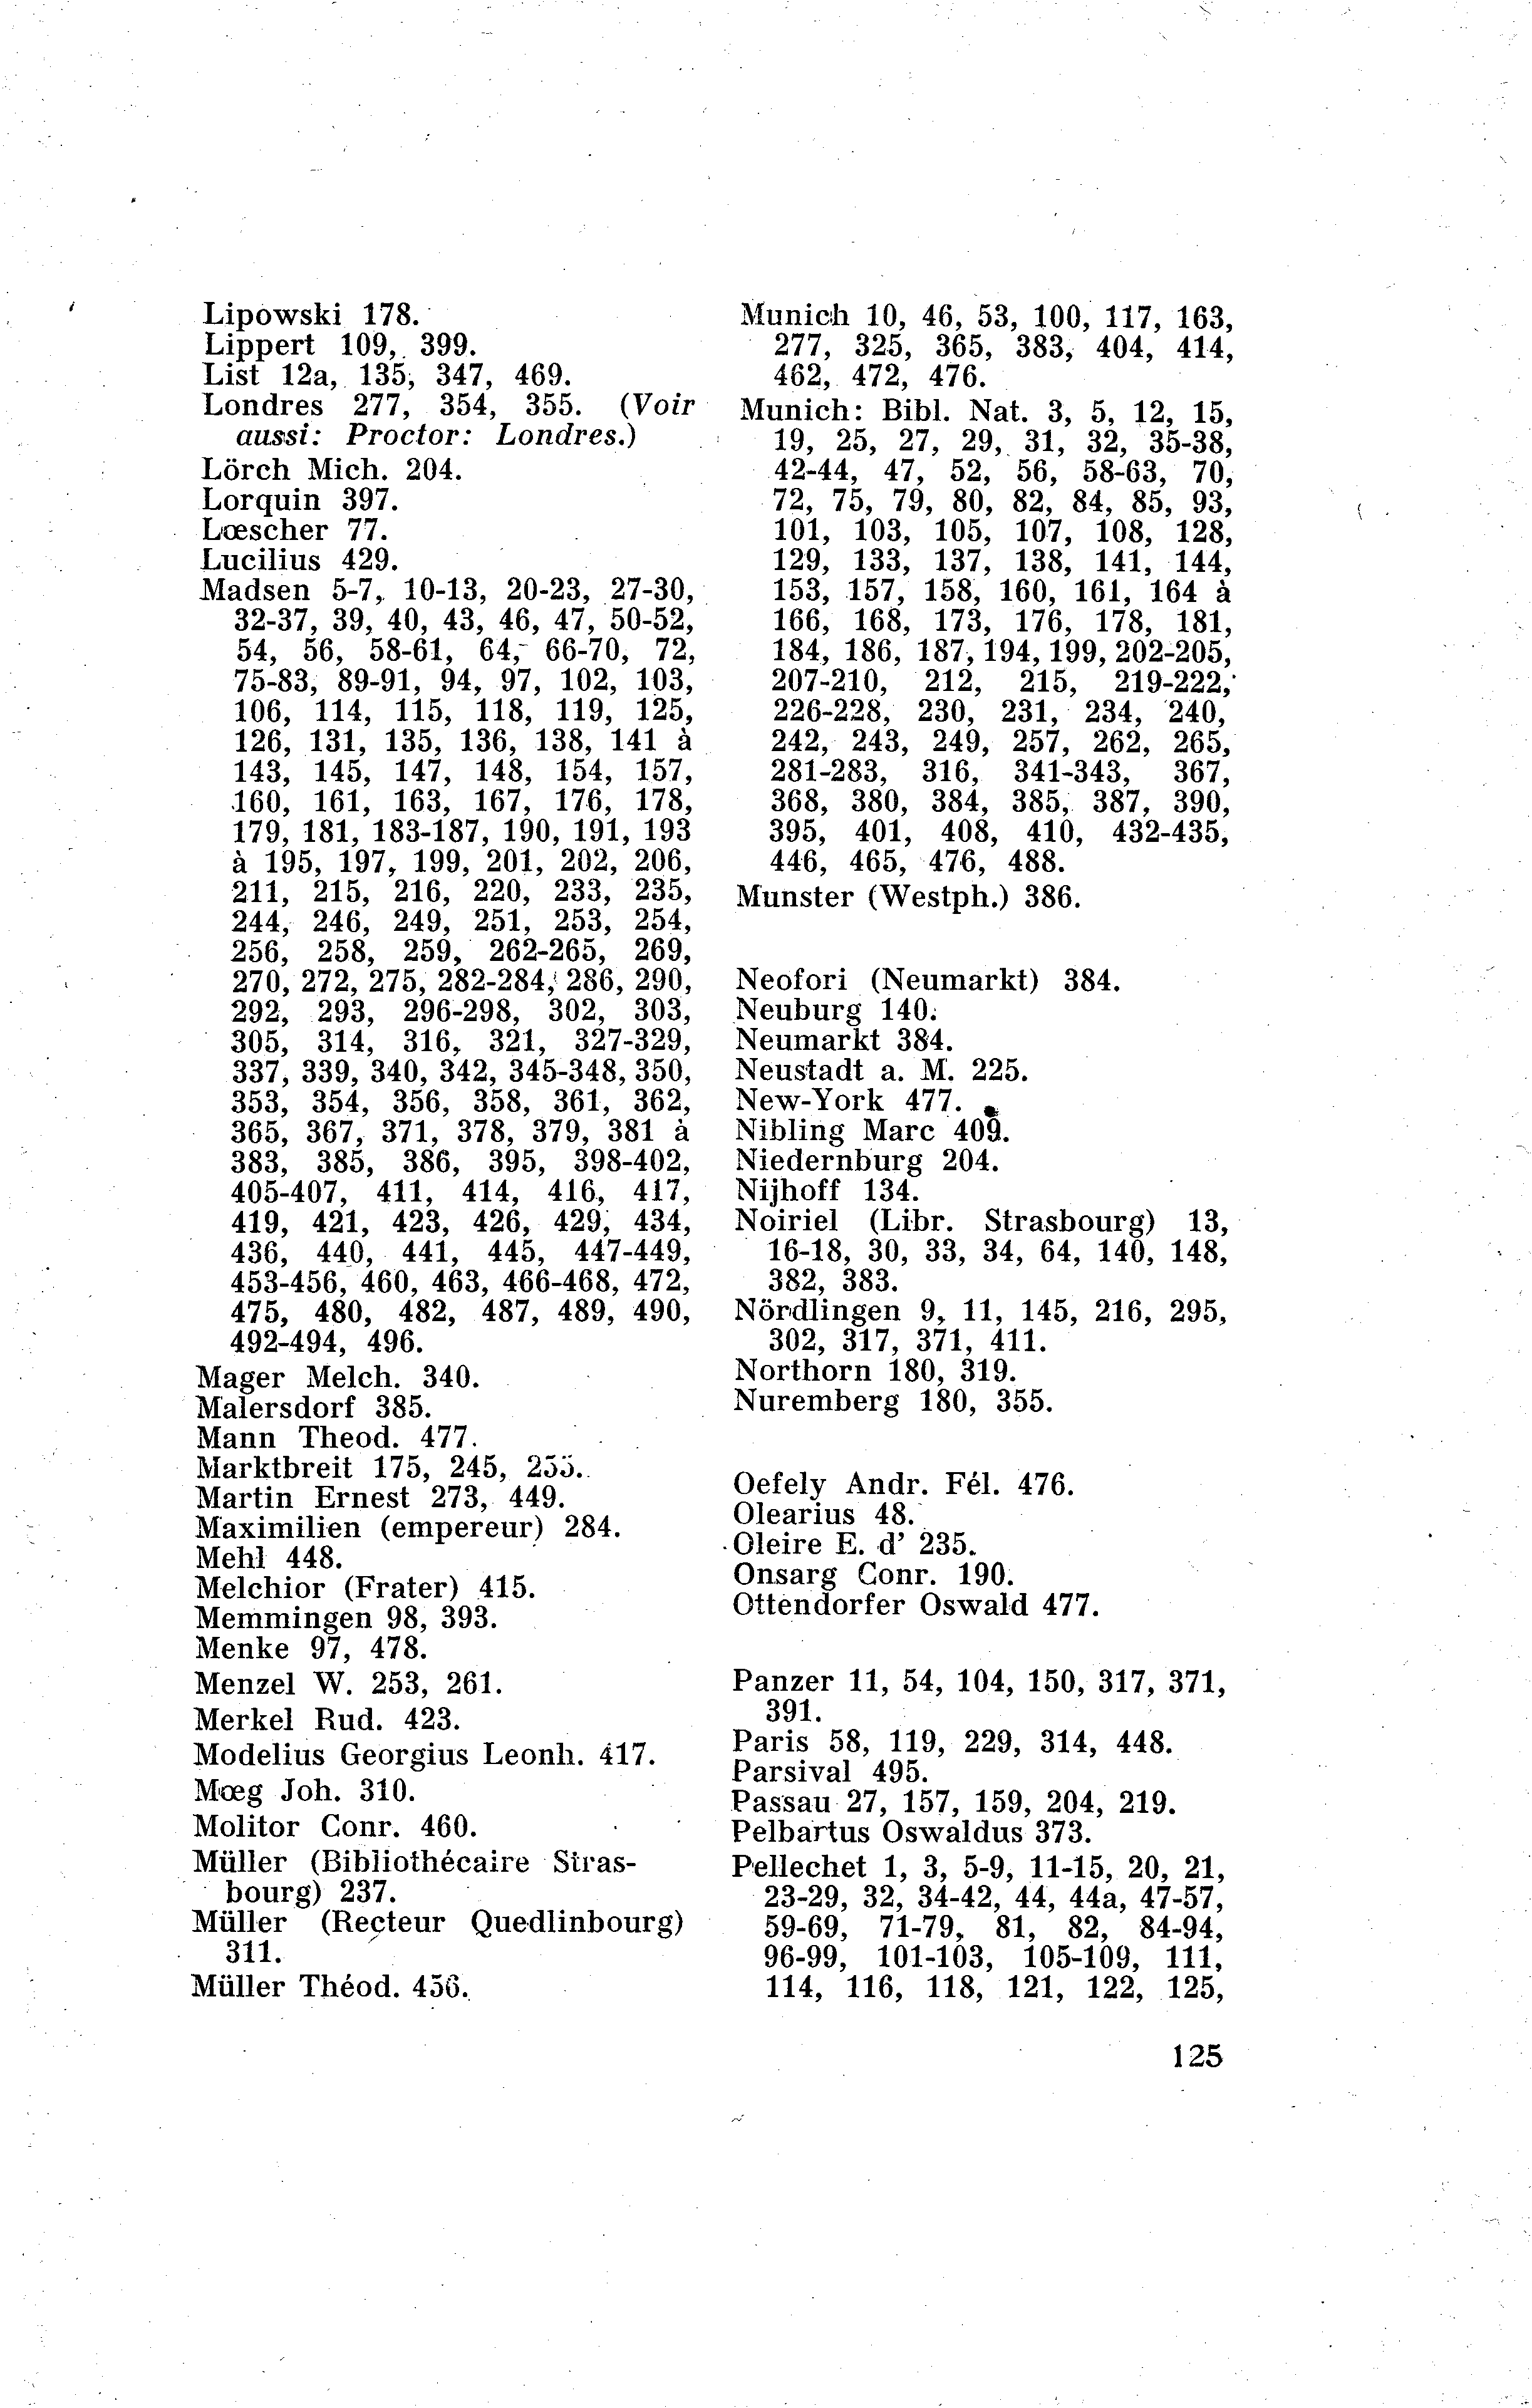 Lipowski 178.
Lippert 109, 399.
List 12a, 135, 347, 469.
Londres 277, 354, 355. (Voir
aussi: Proctor: Londres.)
Lörch Mich. 204.
Lorquin 397.
Lœscher 77.
Lucilius 429.
Madsen 5-7, 10-13, 20-23, 27-30,
32-37, 39, 40, 43, 46, 47, 50-52,
54, 56, 58-61, 64, 66-70, 72,
75-83, 89-91, 94, 97, 102, 103,
106, 114, 115, 118, 119, 125,
126, 131, 135, 136, 138, 141 à
143, 145, 147, 148, 154, 157,
160, 161, 163, 167, 176, 178,
179, 181, 183-187, 190, 191, 193
à 195, 197, 199, 201, 202, 206,
211, 215, 216, 220, 233, 235,
244, 246, 249, 251, 253, 254,
256, 258, 259, 262-265, 269,
270, 272, 275, 282-284, 286, 290,
292, 293, 296-298, 302, 303,
305, 314, 316, 321, 327-329,
337, 339, 340, 342, 345-348, 350,
353, 354, 356, 358, 361, 362,
365, 367, 371, 378, 379, 381 à
383, 385, 386, 395, 398-402,
405-407, 411, 414, 416, 417,
419, 421, 423, 426, 429, 434,
436, 440, 441, 445, 447-449,
453-456, 460, 463, 466-468, 472,
475, 480, 482, 487, 489, 490,
492-494, 496.
Mager Melch. 340.
Malersdorf 385.
Mann Theod. 477.
Marktbreit 175, 245,
Martin Ernest 273, 449.
Maximilien (empereur) 284.
Mehl 448.
Melchior (Frater) 415.
Memmingen 98, 393.
Menke 97, 478.
Menzel W. 253, 261.
Merkel Rud. 423.
Modelius Georgius Leonh. 417.
Mœg Joh. 310.
Molitor Conr. 460.
Müller (Bibliothécaire Stras-
bourg) 237.
Müller (Recteur Quedlinbourg)
311.
Müller Théod. 456.
Munich 10, 46, 53, 100, 117, 163,
277, 325, 365, 383, 404, 414,
462, 472, 476.
Munich: Bibl. Nat. 3, 5, 12, 15,
19, 25, 27, 29, 31, 32, 35-38,
42-44, 47, 52, 56, 58-63, 70,
72, 75, 79, 80, 82, 84, 85, 93,
101, 103, 105, 107, 108, 128,
129, 133, 137, 138, 141, 144,
153, 157, 158, 160, 161, 164 à
166, 168, 173, 176, 178, 181,
184, 186, 187, 194, 199, 202-205,
207-210, 212, 215, 219-222,
226-228, 230, 231, 234, 240,
242, 243, 249, 257, 262, 265,
281-283, 316, 341-343, 367,
368, 380, 384, 385, 387, 390,
395, 401, 408, 410, 432-435,
446, 465, 476, 488.
Munster (Westph.) 386.
Neofori (Neumarkt) 384.
Neuburg 140.
Neumarkt 384.
Neustadt a. M. 225.
New-York 477.
Nibling Marc 409.
Niedernburg 204.
Nijhoff 134.
Noiriel (Libr. Strasbourg) 13,
16-18, 30, 33, 34, 64, 140, 148,
382, 383.
Nördlingen 9, 11, 145, 216, 295,
302, 317, 371, 411.
Northorn 180, 319.
Nuremberg 180, 355.
Oefely Andr. Fél. 476.
Olearius 48.
Oleire E. d' 235.
Onsarg Conr. 190.
Ottendorfer Oswald 477.
Panzer 11, 54, 104, 150, 317, 371,
391.
Paris 58, 119, 229, 314, 448.
Parsival 495.
Passau 27, 157, 159, 204, 219.
Pelbartus Oswaldus 373.
Pellechet 1, 3, 5-9, 11-15, 20, 21,
23-29, 32, 34-42, 44, 44a, 47-57,
59-69, 71-79, 81, 82, 84-94,
96-99, 101-103, 105-109, 111,
114, 116, 118, 121, 122, 125,
125